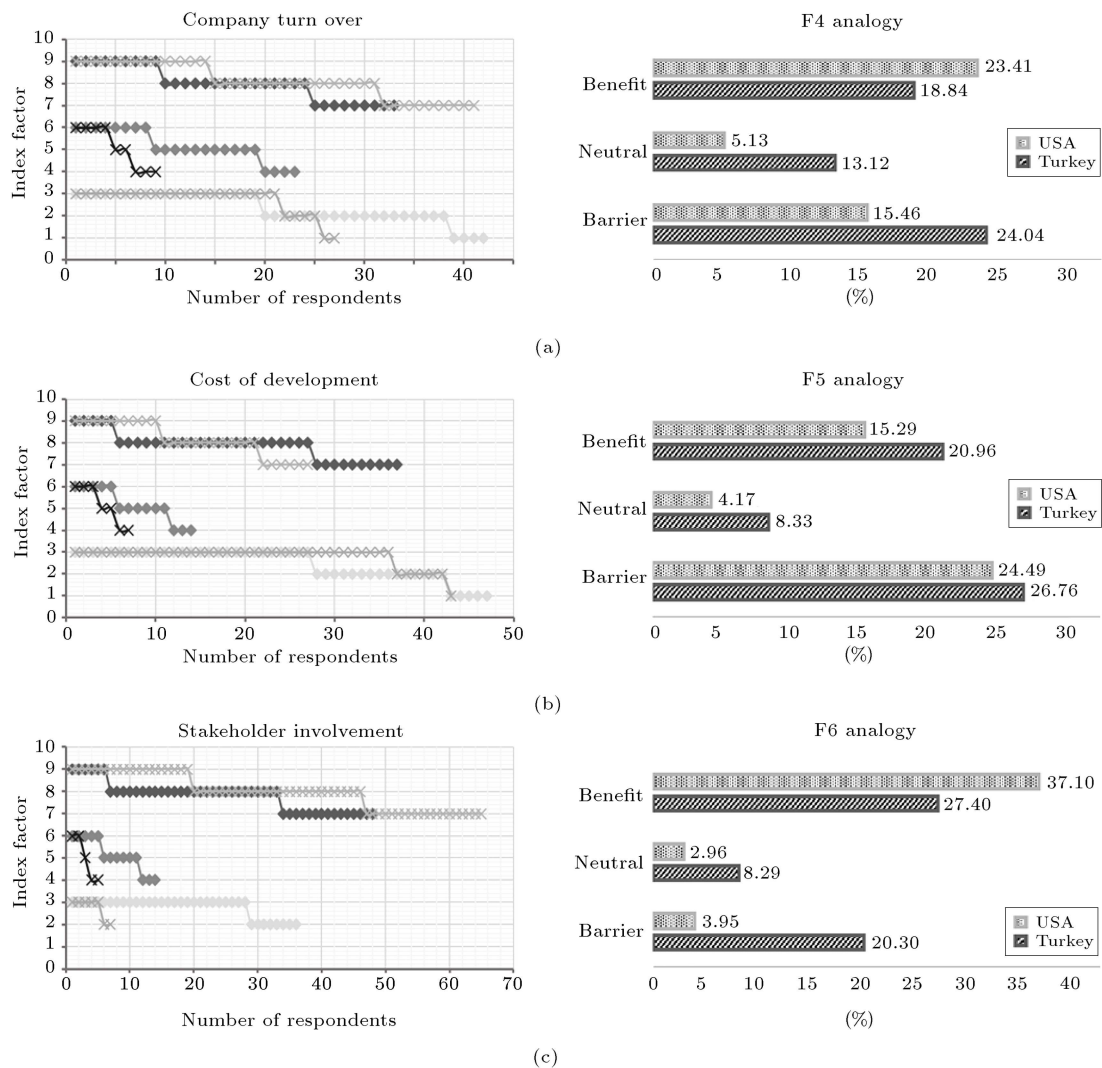 Company turn over
10
9
8
7
6
5
4
3
2
1
0
Index factor
0 10 20 30 40
Number of respondents
F4 analogy
Benefit
23.41
18.84
Neutral
5.13
13.12
Barrier
15.46
24.04
USA
Turkey
0 5 10 15 20 25 30
(%)
(a)
Cost of development
10
9
8
7
6
5
4
3
2
1
0
Index factor
0 10 20 30 40 50
Number of respondents
F5 analogy
Benefit
15.29
20.96
Neutral
4.17
8.33
Barrier
24.49
26.76
USA
Turkey
0 5 10 15 20 25 30
(%)
(b)
Stakeholder involvement
10
9
8
7
6
5
4
3
2
1
0
Index factor
0 10 20 30 40 50 60 70
Number of respondents
F6 analogy
Benefit
37.10
27.40
Neutral
2.96
8.29
Barrier
3.95
20.30
USA
Turkey
0 5 10 15 20 25 30 35 40
(%)
(c)